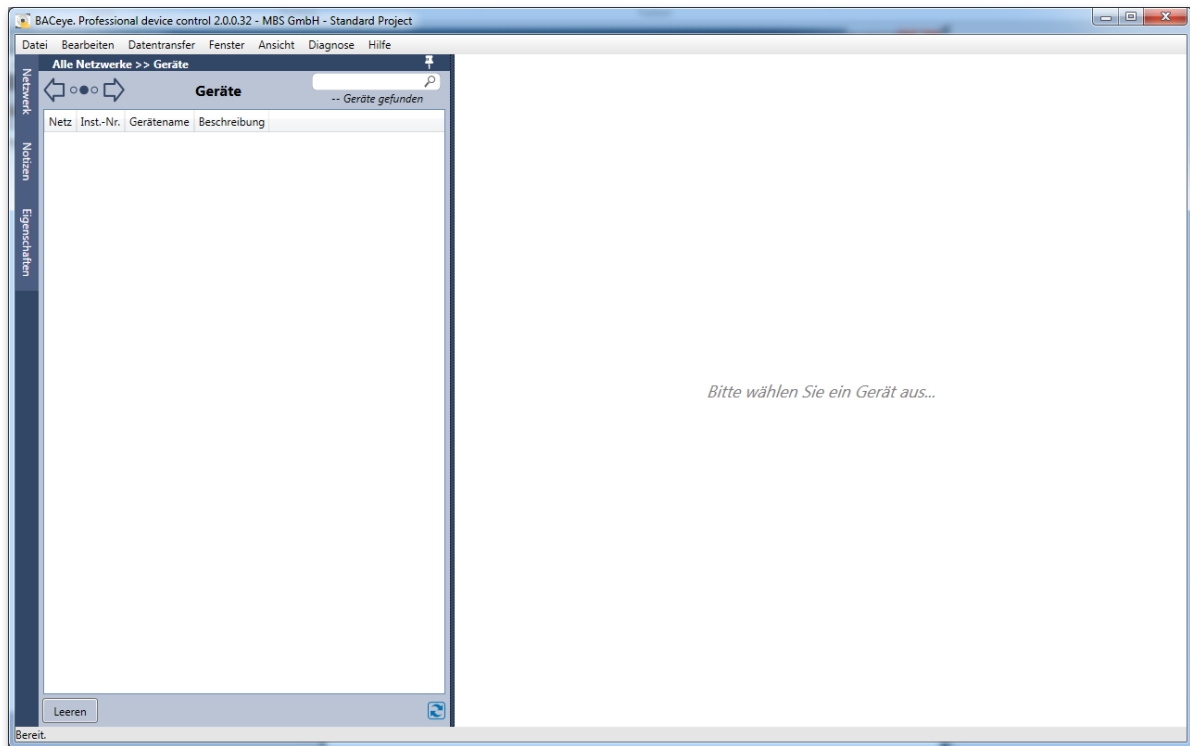 BACeye. Professional device control 2.0.0.32 - MBS GmbH - Standard Project
Datei Bearbeiten Datentransfer Fenster Ansicht Diagnose Hilfe
Netzwerk
Notizen
Eigenschaften
Alle Netzwerke >> Geräte
Geräte
-- Geräte gefunden
Netz Inst.-Nr. Gerätename Beschreibung
Bitte wählen Sie ein Gerät aus...
Leeren
Bereit.